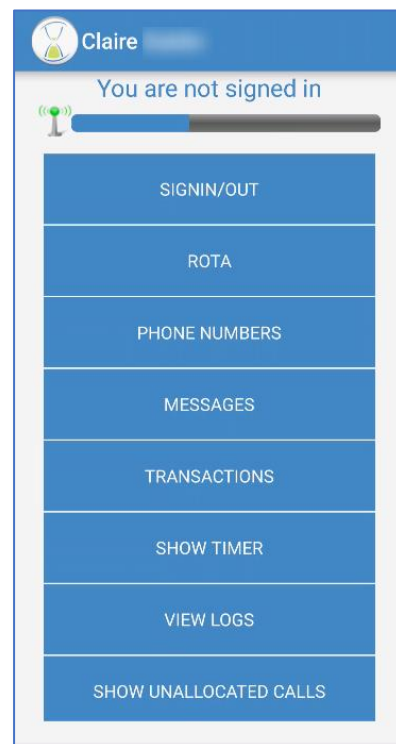 Claire
You are not signed in
SIGNIN/OUT
ROTA
PHONE NUMBERS
MESSAGES
TRANSACTIONS
SHOW TIMER
VIEW LOGS
SHOW UNALLOCATED CALLS